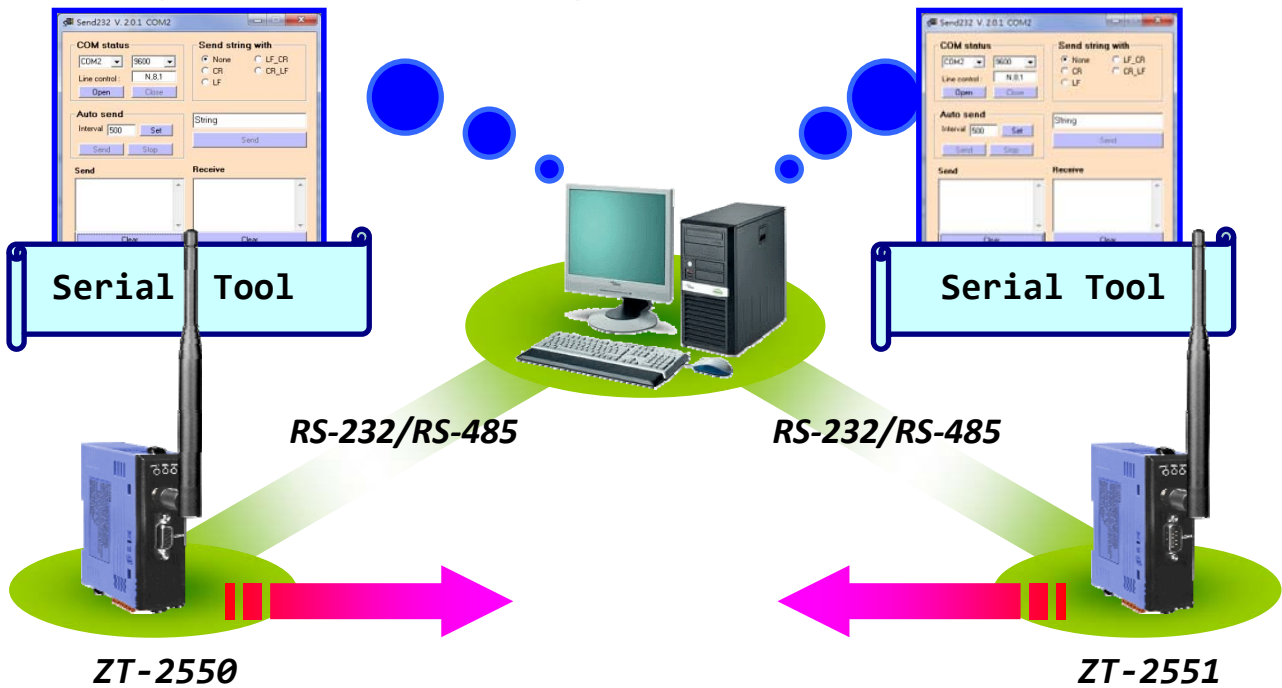 Send232 V. 2.0.1 COM2
COM status
COM2
9600
Line control :
N,8,1
Open
Close
Send string with
None
LF_CR
CR
CR_LF
LF
Auto send
Interval
500
Set
Send
Stop
String
Send
Send
Receive
Clear
Clear
Serial Tool
Send232 V. 2.0.1 COM2
COM status
COM2
9600
Line control :
N,8,1
Open
Close
Send string with
None
LF_CR
CR
CR_LF
LF
Auto send
Interval
500
Set
Send
Stop
String
Send
Send
Receive
Clear
Clear
Serial Tool
RS-232/RS-485
RS-232/RS-485
ZT-2550
ZT-2551